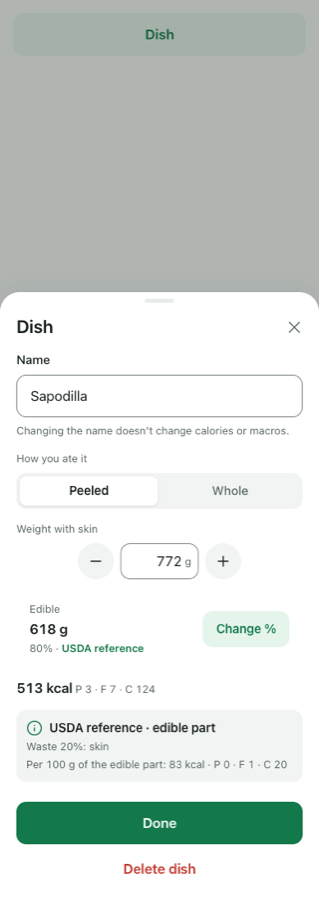 Dish
Dish
Name
Sapodilla
Changing the name doesn't change calories or macros.
How you ate it
Peeled
Whole
Weight with skin
− 772 g +
Edible
618 g
80% · USDA reference
Change %
513 kcal P 3 · F 7 · C 124
USDA reference · edible part
Waste 20%: skin
Per 100 g of the edible part: 83 kcal · P 0 · F 1 · C 20
Done
Delete dish